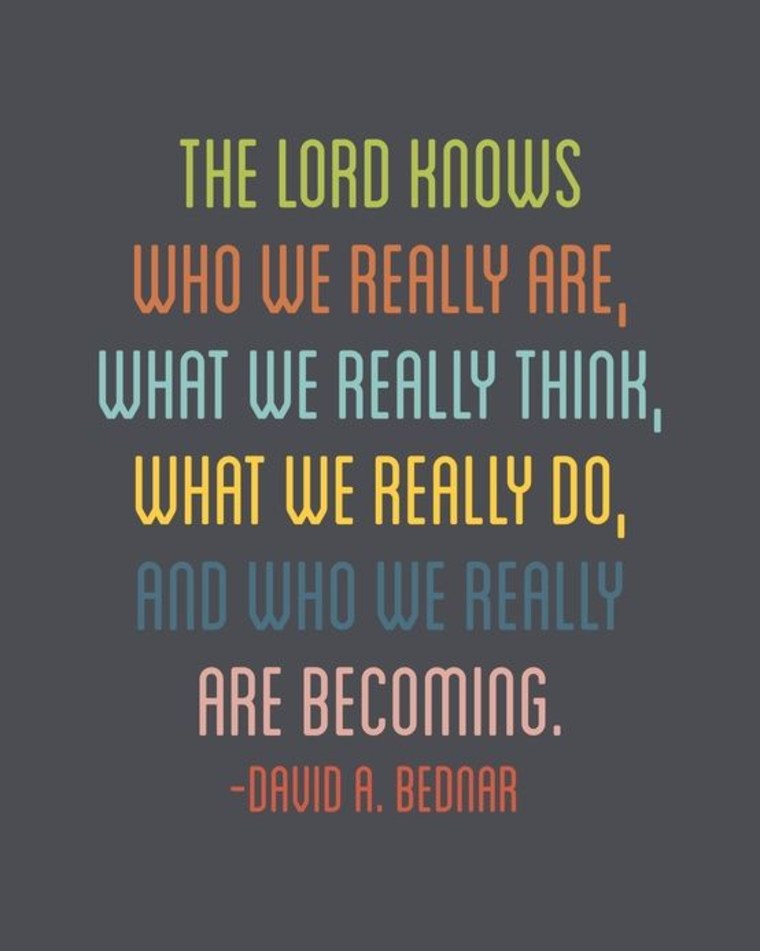 THE LORD KNOWS
WHO WE REALLY ARE,
WHAT WE REALLY THINK,
WHAT WE REALLY DO,
AND WHO WE REALLY
ARE BECOMING.
-DAVID A. BEDNAR